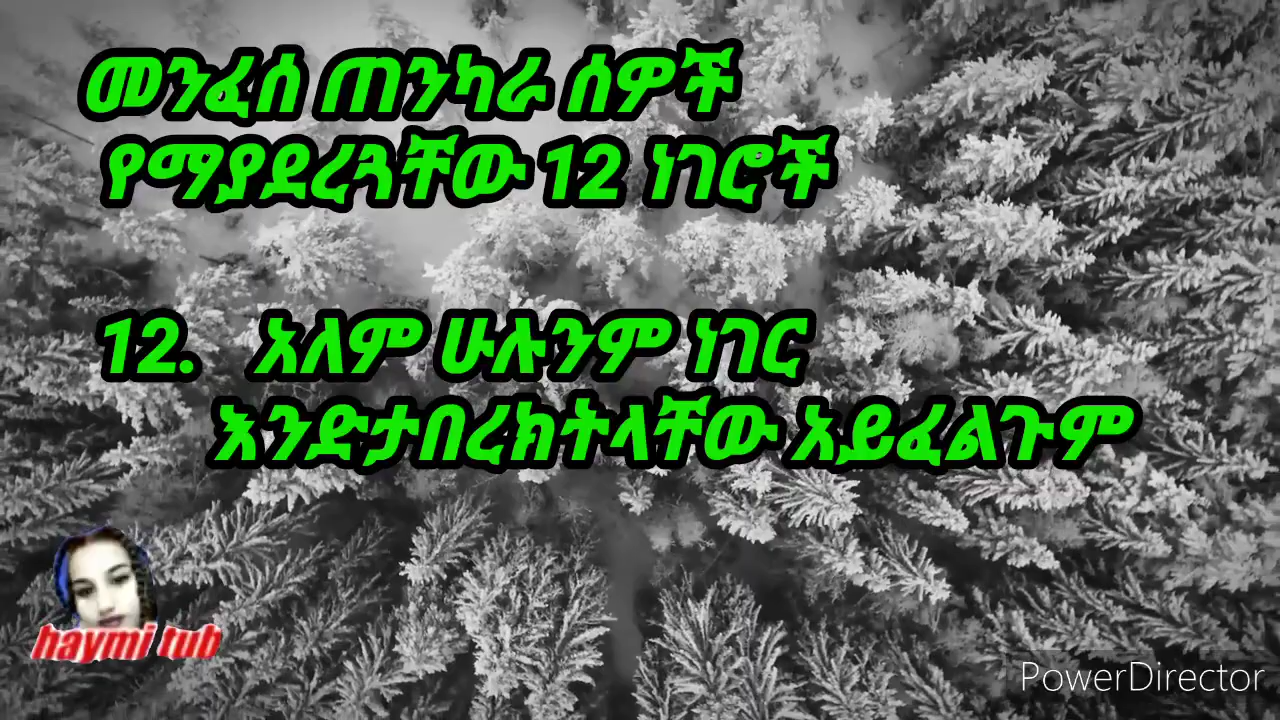 መንፈሰ ጠንካራ ሰዎች
የማያደረጓቸው 12 ነገሮች
12. አለም ሁሉንም ነገር
እንድታበረክትላቸው አይፈልጉም
haymi tub
PowerDirector